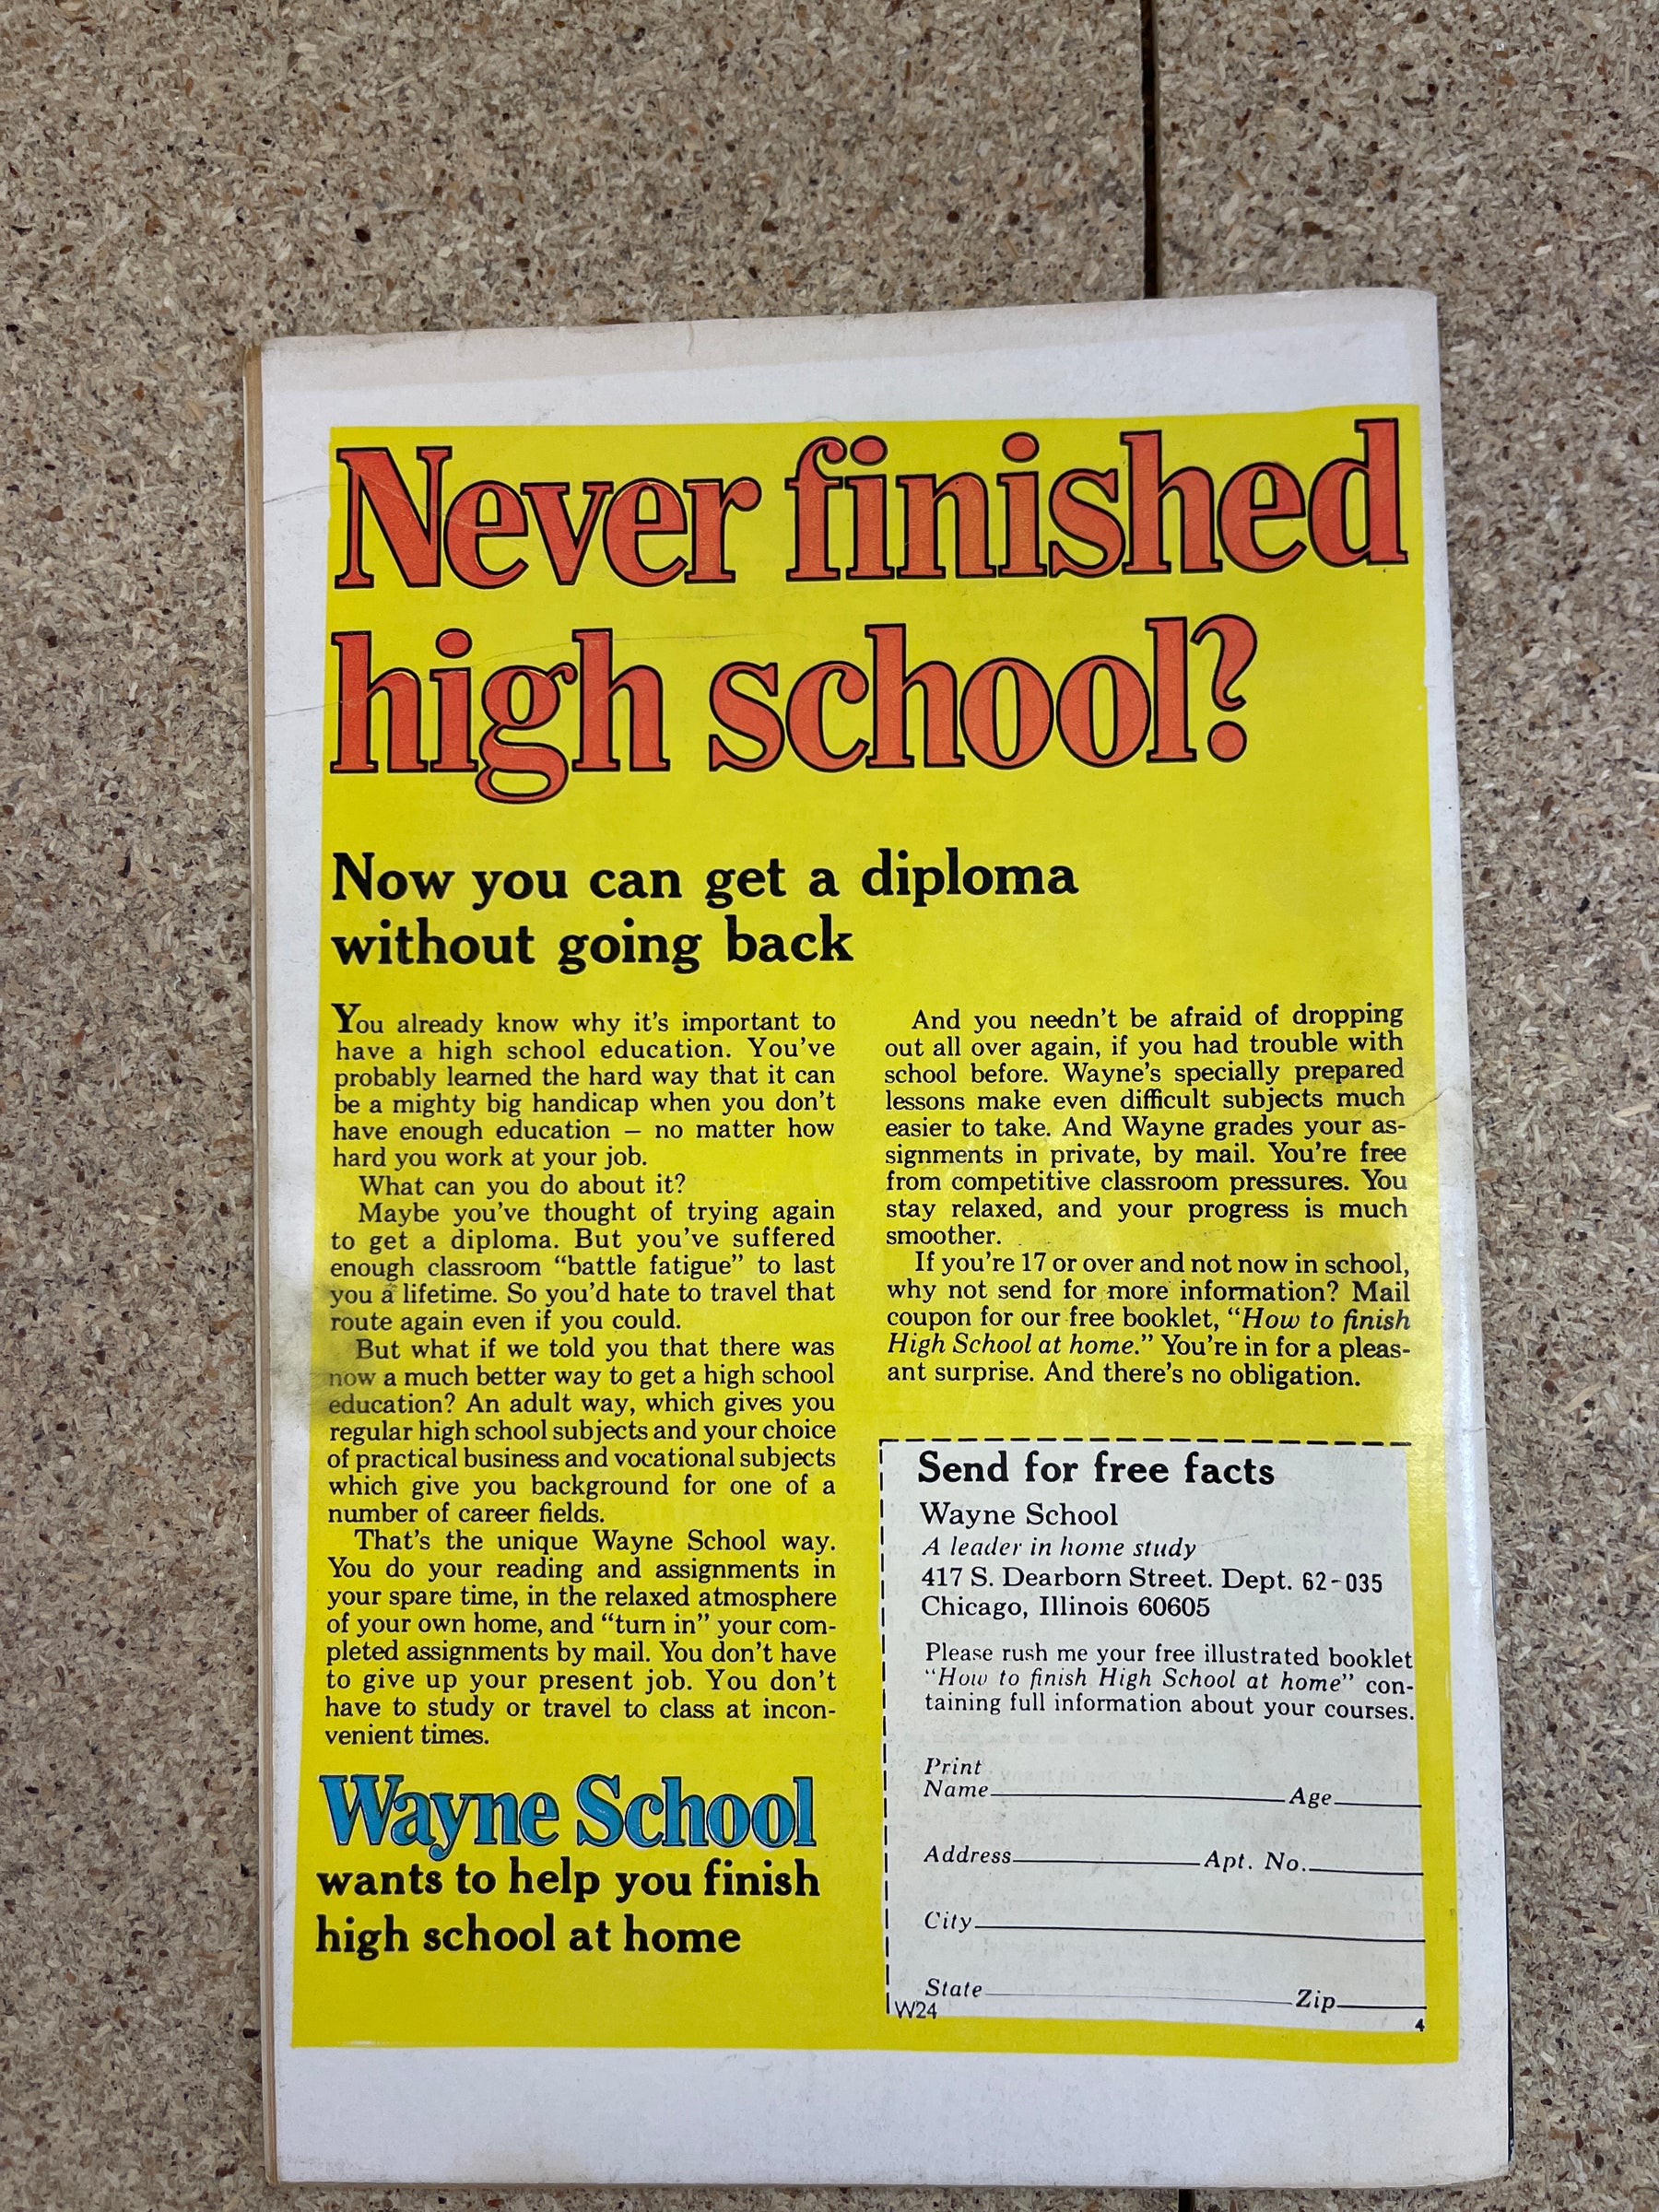 Never finished
high school?
Now you can get a diploma
without going back
You already know why it's important to
have a high school education. You've
probably learned the hard way that it can
be a mighty big handicap when you don't
have enough education — no matter how
hard you work at your job.
What can you do about it?
Maybe you've thought of trying again
to get a diploma. But you've suffered
enough classroom “battle fatigue” to last
you a lifetime. So you'd hate to travel that
route again even if you could.
But what if we told you that there was
now a much better way to get a high school
education? An adult way, which gives you
regular high school subjects and your choice
of practical business and vocational subjects
which give you background for one of a
number of career fields.
That's the unique Wayne School way.
You do your reading and assignments in
your spare time, in the relaxed atmosphere
of your own home, and “turn in” your com-
pleted assignments by mail. You don't have
to give up your present job. You don't
have to study or travel to class at incon-
venient times.
Wayne School
wants to help you finish
high school at home
And you needn't be afraid of dropping
out all over again, if you had trouble with
school before. Wayne's specially prepared
lessons make even difficult subjects much
easier to take. And Wayne grades your as-
signments in private, by mail. You're free
from competitive classroom pressures. You
stay relaxed, and your progress is much
smoother.
If you're 17 or over and not now in school,
why not send for more information? Mail
coupon for our free booklet, “How to finish
High School at home.” You're in for a pleas-
ant surprise. And there's no obligation.
Send for free facts
Wayne School
A leader in home study
417 S. Dearborn Street. Dept. 62-035
Chicago, Illinois 60605
Please rush me your free illustrated booklet
“How to finish High School at home” con-
taining full information about your courses.
Print
Name Age
Address Apt. No.
City
State Zip
W24
4